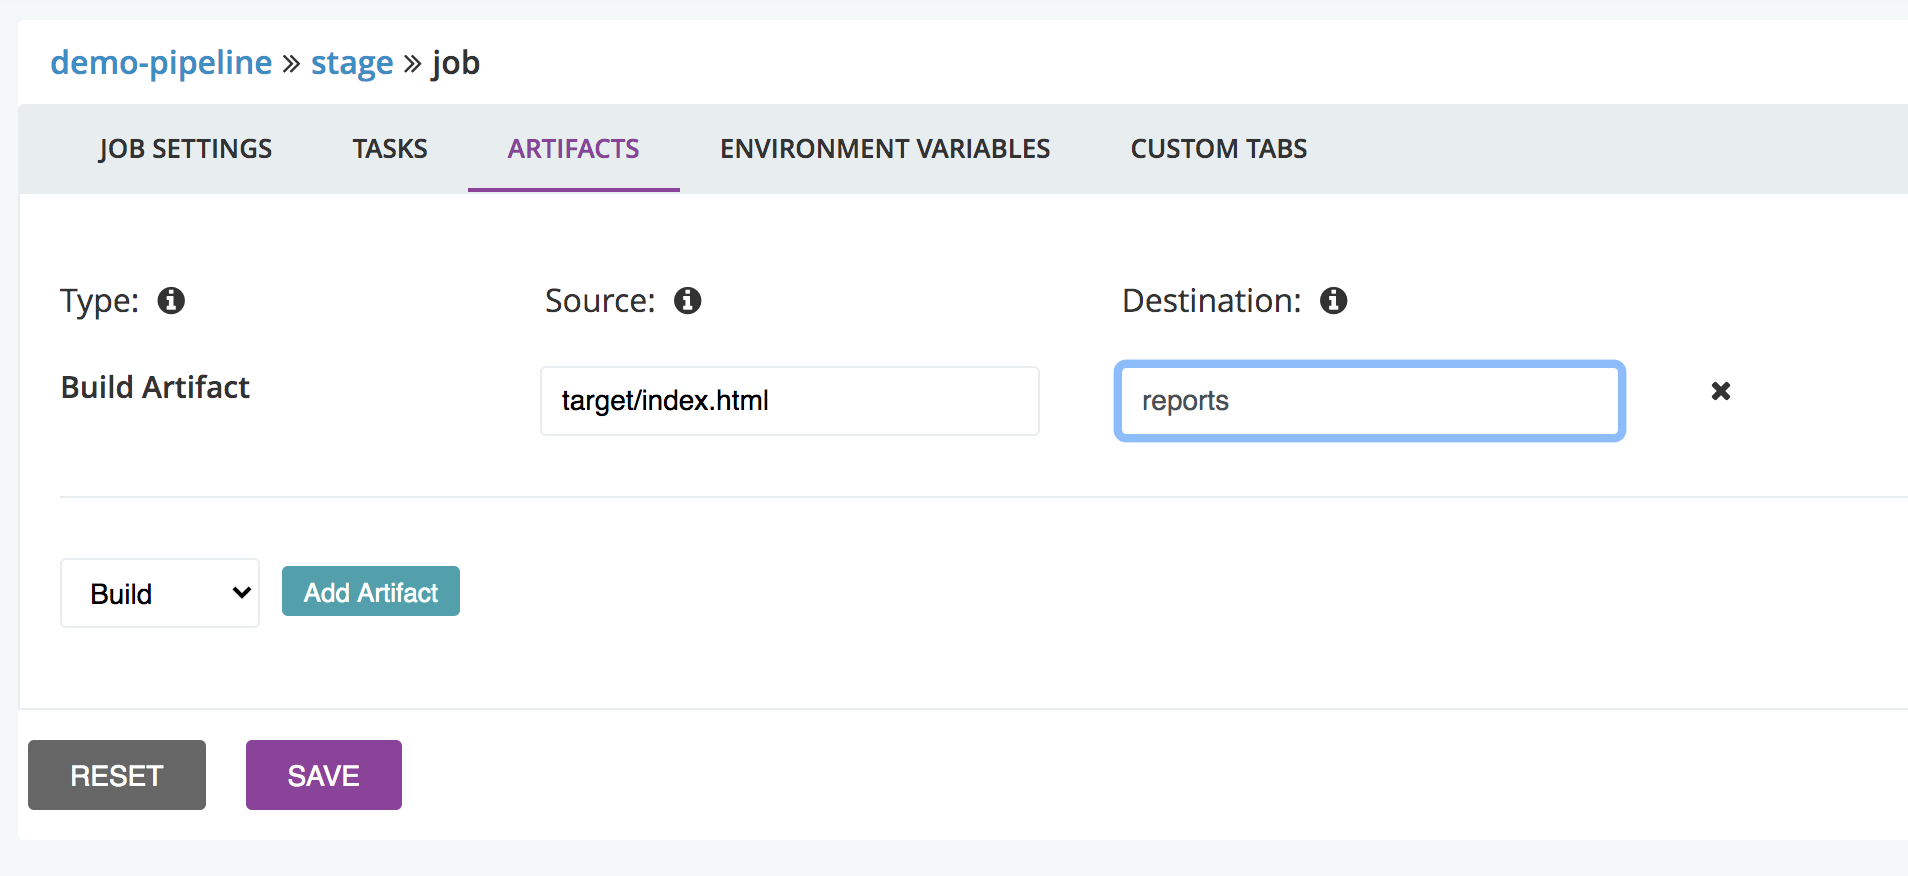 demo-pipeline » stage » job
JOB SETTINGS TASKS ARTIFACTS ENVIRONMENT VARIABLES CUSTOM TABS
Type: Source: Destination:
Build Artifact target/index.html reports
Build Add Artifact
RESET SAVE